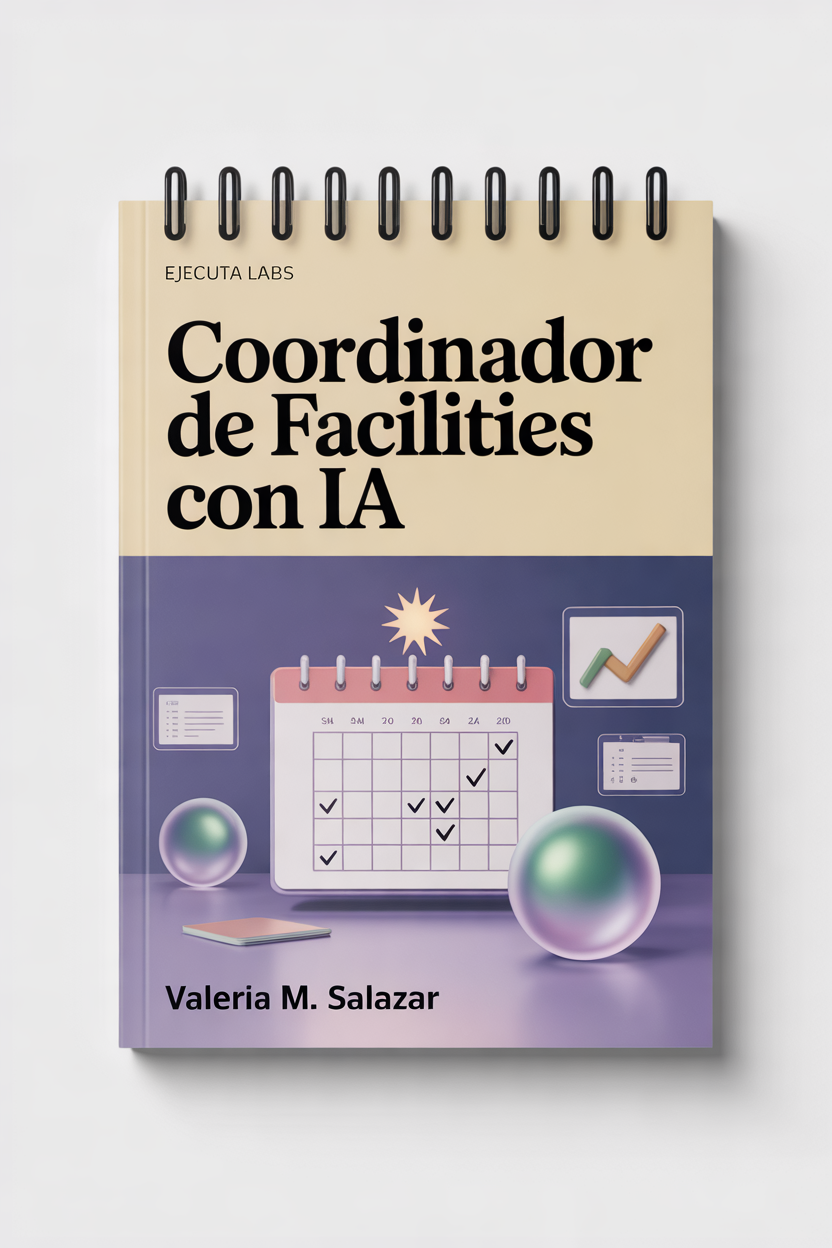 EJECUTA LABS
Coordinador
de Facilities
con IA
Valeria M. Salazar